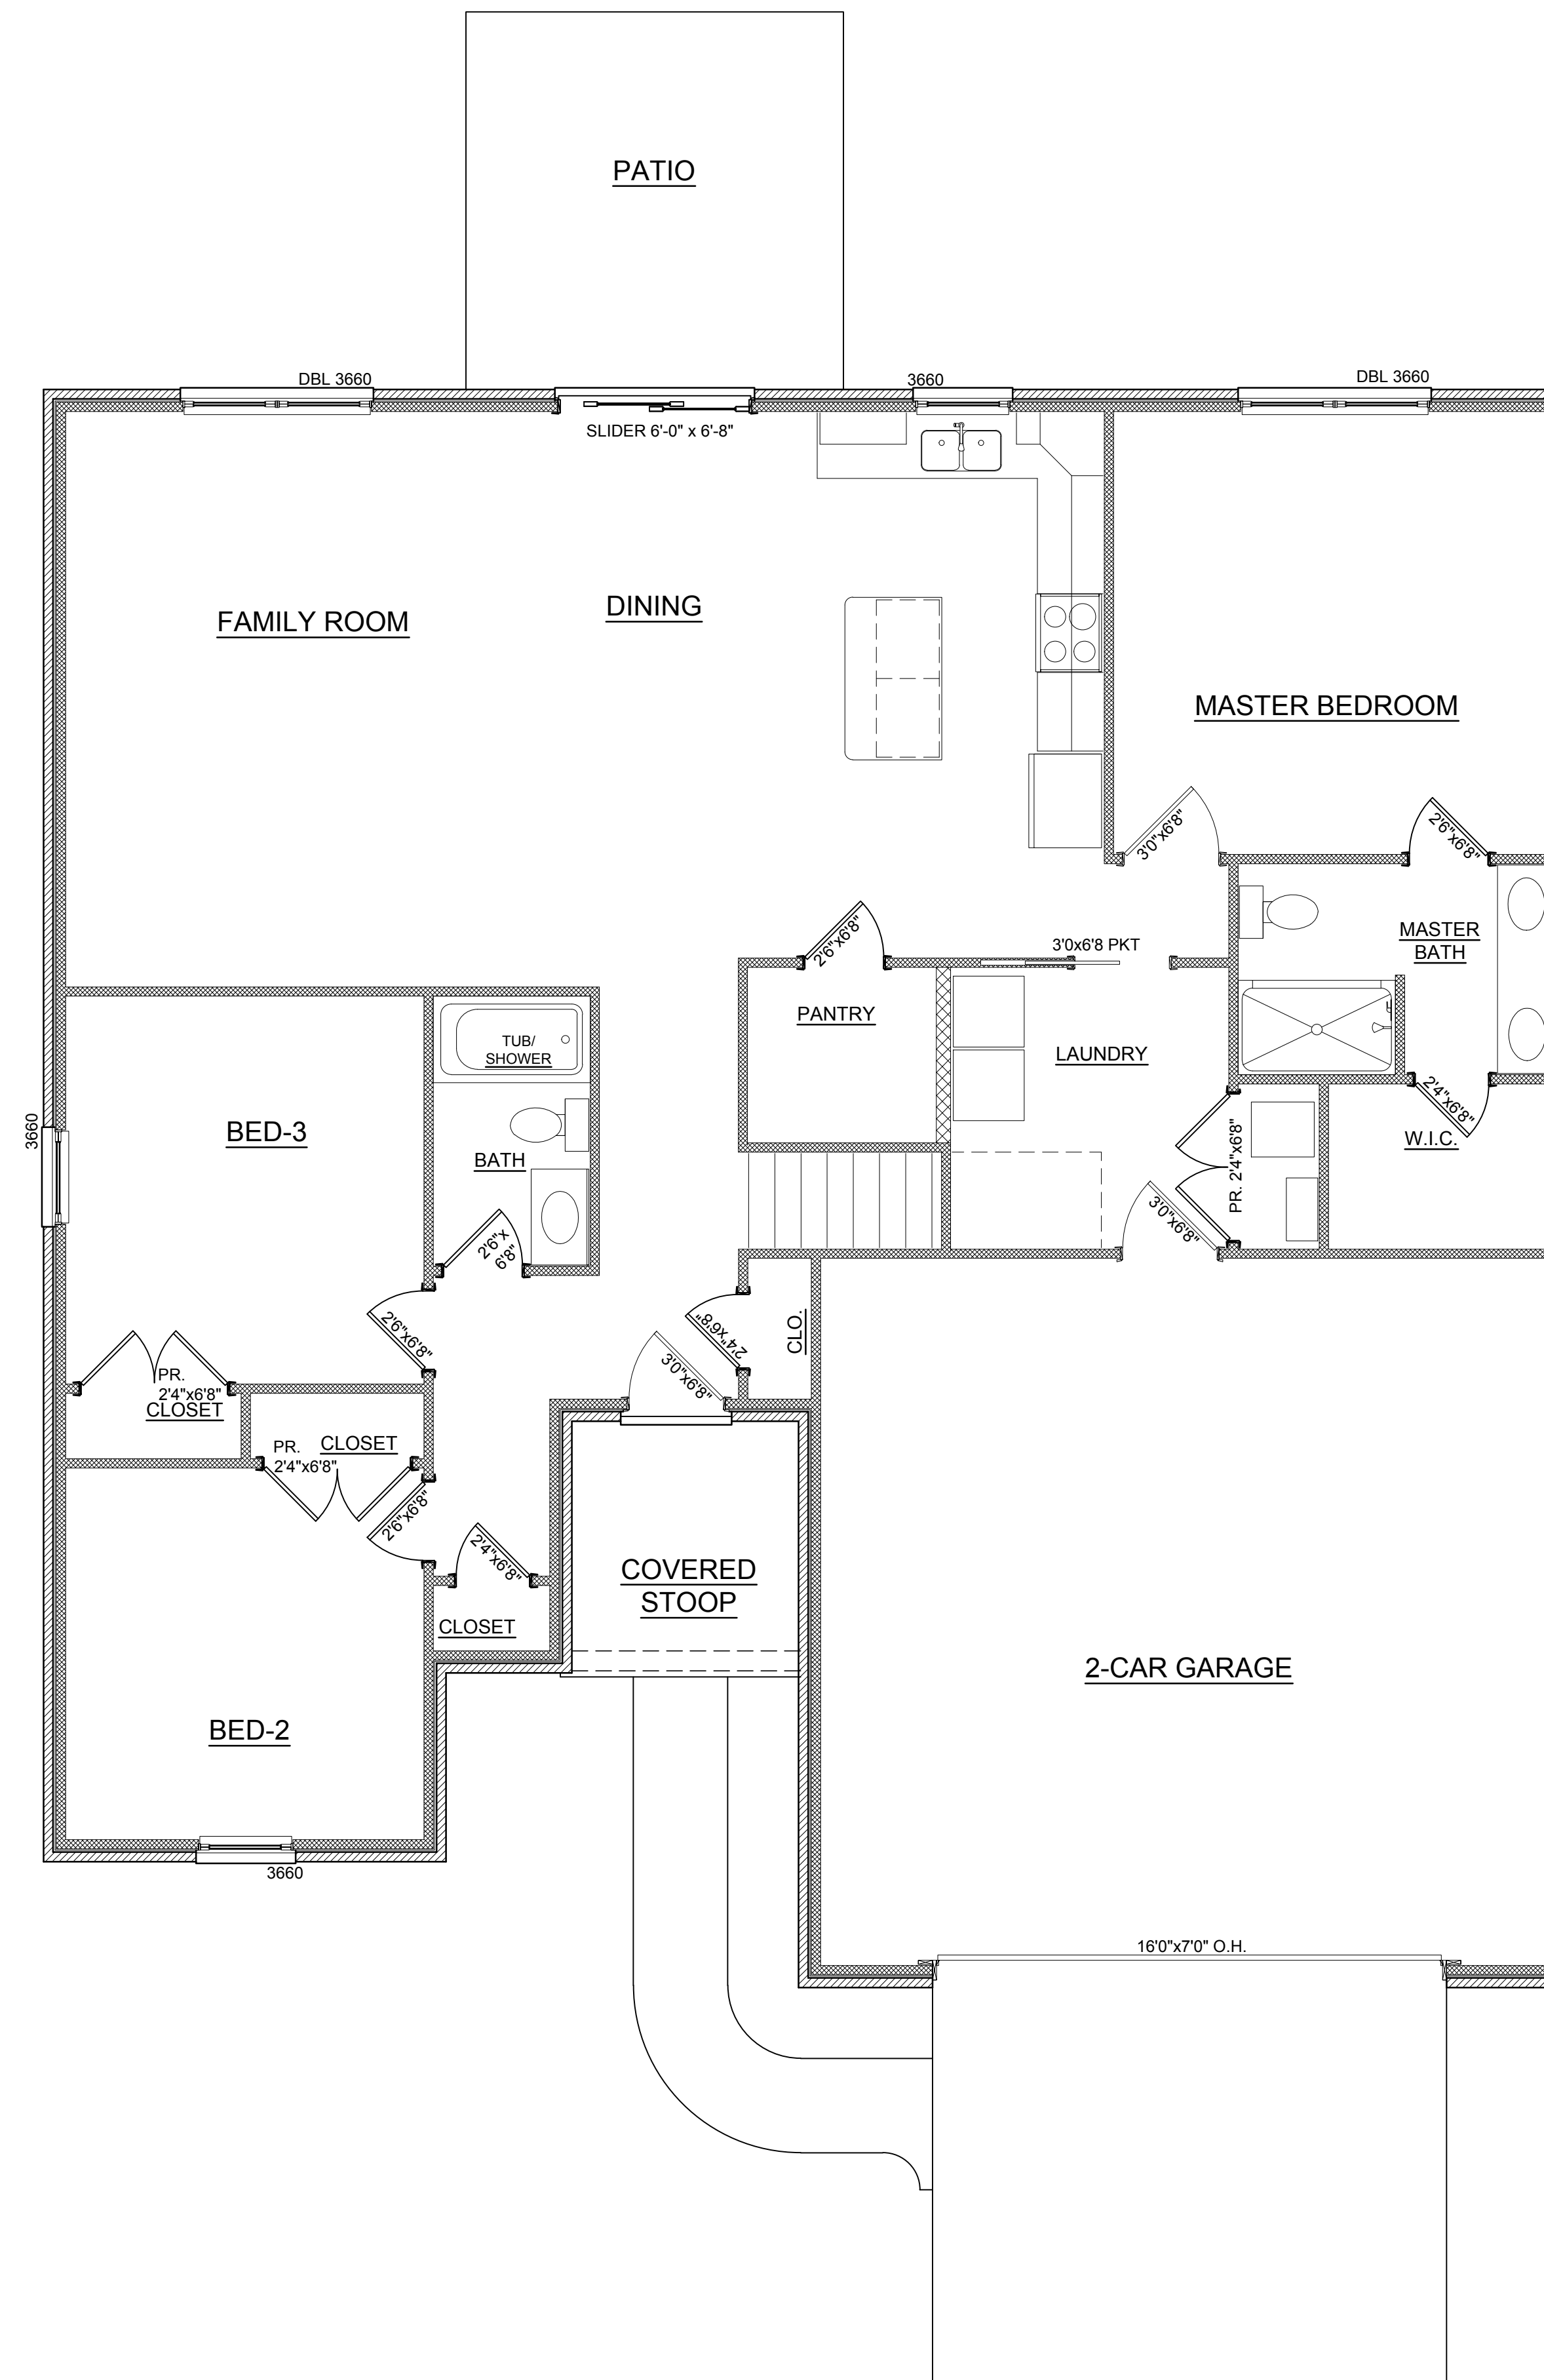 PATIO
DBL 3660
3660
DBL 3660
SLIDER 6'-0" x 6'-8"
FAMILY ROOM
DINING
MASTER BEDROOM
3'0"x6'8"
2'6"x6'8"
2'6"x6'8"
3'0x6'8 PKT
MASTER
BATH
PANTRY
LAUNDRY
TUB/
SHOWER
2'4"x6'8"
W.I.C.
3660
BED-3
BATH
PR. 2'4"x6'8"
3'0"x6'8"
2'6"x
6'8"
2'6"x6'8"
2'4"x6'8"
CLO.
3'0"x6'8"
PR.
2'4"x6'8"
CLOSET
PR.
2'4"x6'8"
CLOSET
2'6"x6'8"
2'4"x6'8"
COVERED
STOOP
CLOSET
2-CAR GARAGE
BED-2
3660
16'0"x7'0" O.H.